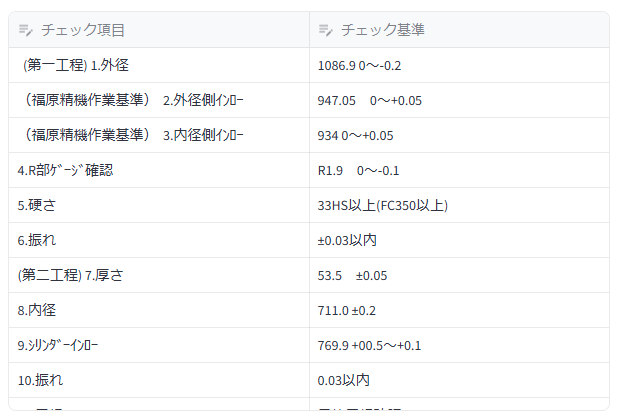 チェック項目 チェック基準
(第一工程) 1.外径 1086.9 0～-0.2
（福原精機作業基準） 2.外径側ｲﾝﾛｰ 947.05　0～+0.05
（福原精機作業基準） 3.内径側ｲﾝﾛｰ 934 0～+0.05
4.R部ｹﾞｰｼﾞ確認 R1.9　0～-0.1
5.硬さ 33HS以上(FC350以上)
6.振れ ±0.03以内
(第二工程) 7.厚さ 53.5　±0.05
8.内径 711.0 ±0.2
9.ｼﾘﾝﾀﾞｰｲﾝﾛｰ 769.9 +00.5～+0.1
10.振れ 0.03以内